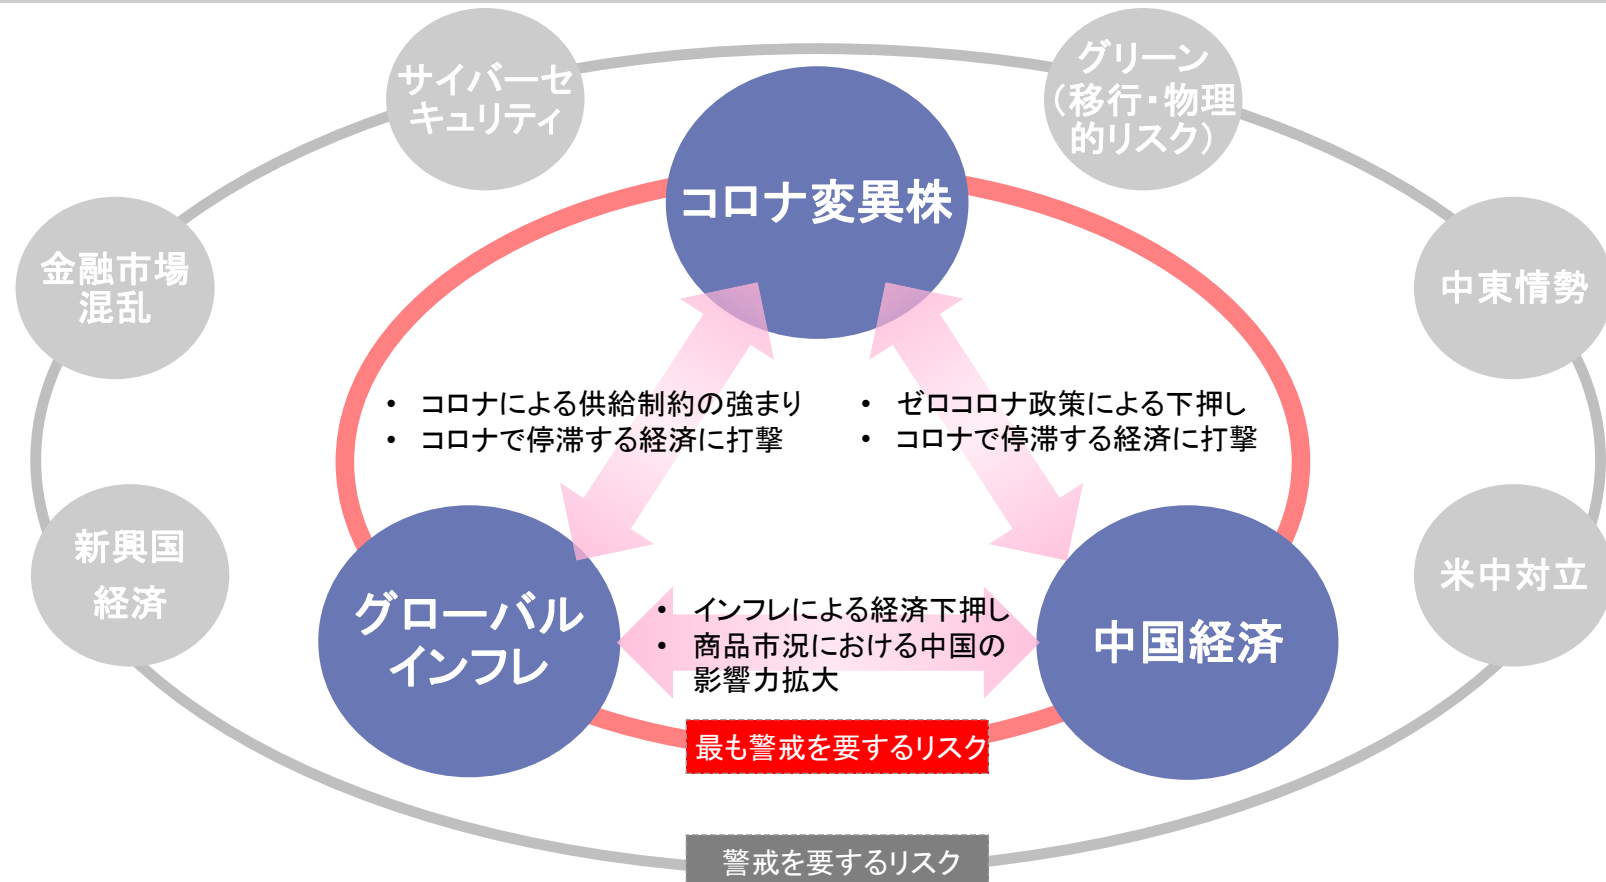 サイバーセ
キュリティ
グリーン
（移行・物理
的リスク）
コロナ変異株
金融市場
混乱
中東情勢
• コロナによる供給制約の強まり
• コロナで停滞する経済に打撃
• ゼロコロナ政策による下押し
• コロナで停滞する経済に打撃
新興国
経済
米中対立
グローバル
インフレ
• インフレによる経済下押し
• 商品市況における中国の
影響力拡大
中国経済
最も警戒を要するリスク
警戒を要するリスク